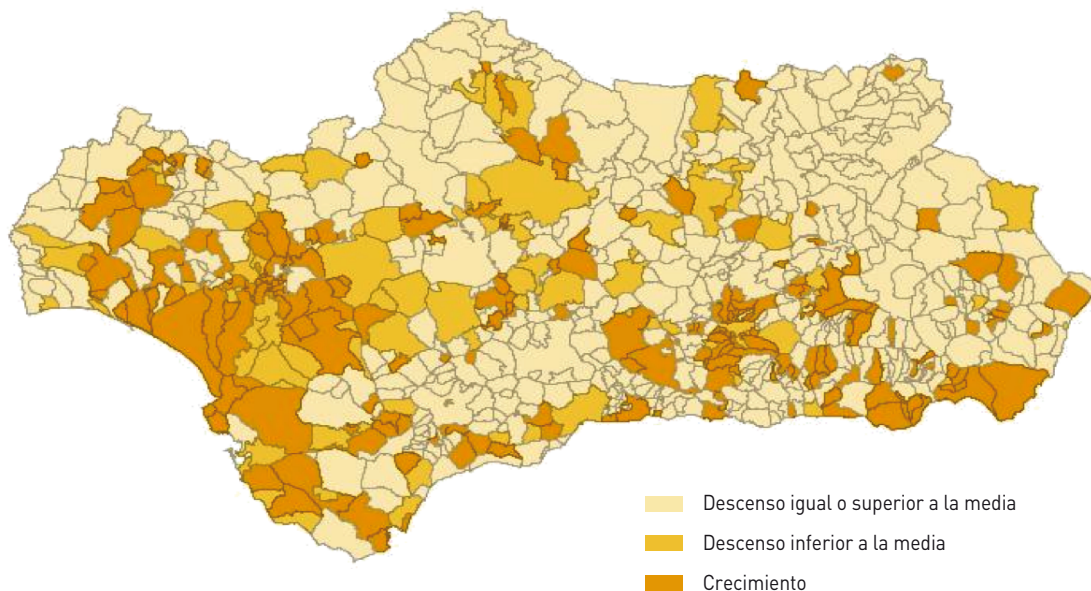 Descenso igual o superior a la media
Descenso inferior a la media
Crecimiento